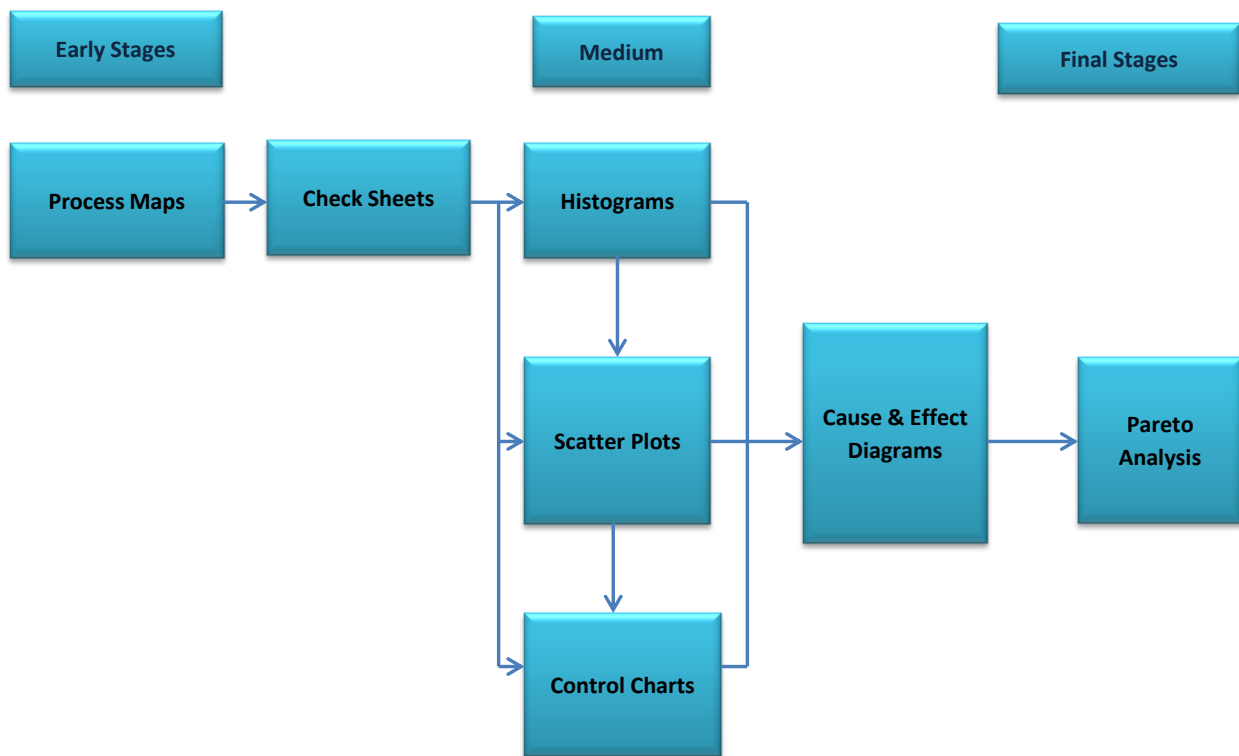 Early Stages
Medium
Final Stages
Process Maps
Check Sheets
Histograms
Scatter Plots
Cause & Effect
Diagrams
Pareto
Analysis
Control Charts